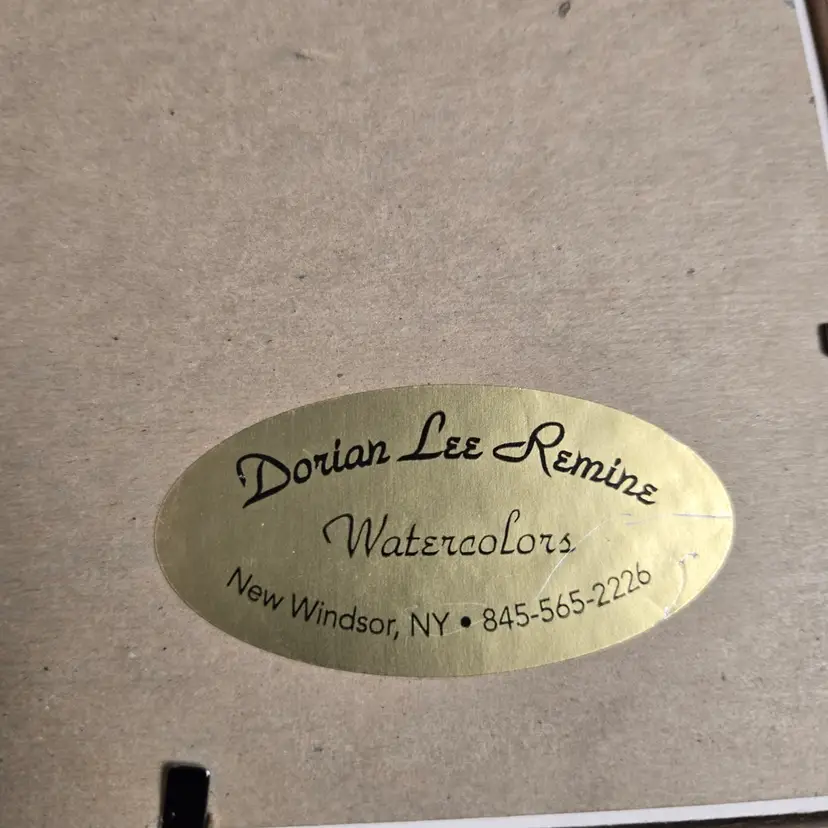 Dorian Lee Remine
Watercolors
New Windsor, NY • 845-565-2226